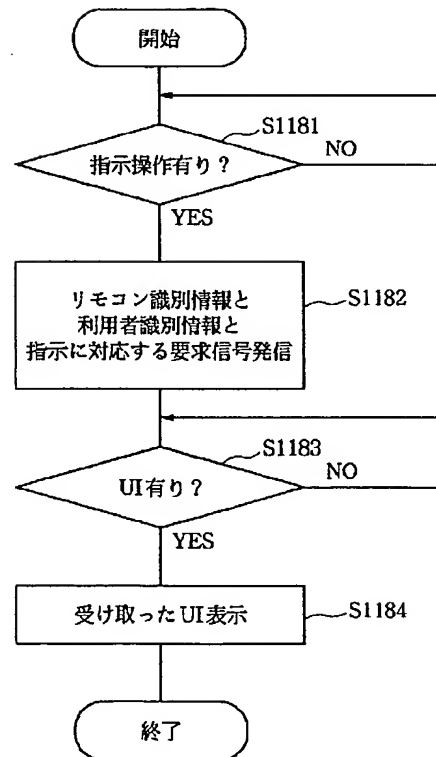 開始
S1181
指示操作有り?
NO
YES
リモコン識別情報と
利用者識別情報と
指示に対応する要求信号発信
S1182
S1183
UI有り?
NO
YES
受け取ったUI表示
S1184
終了